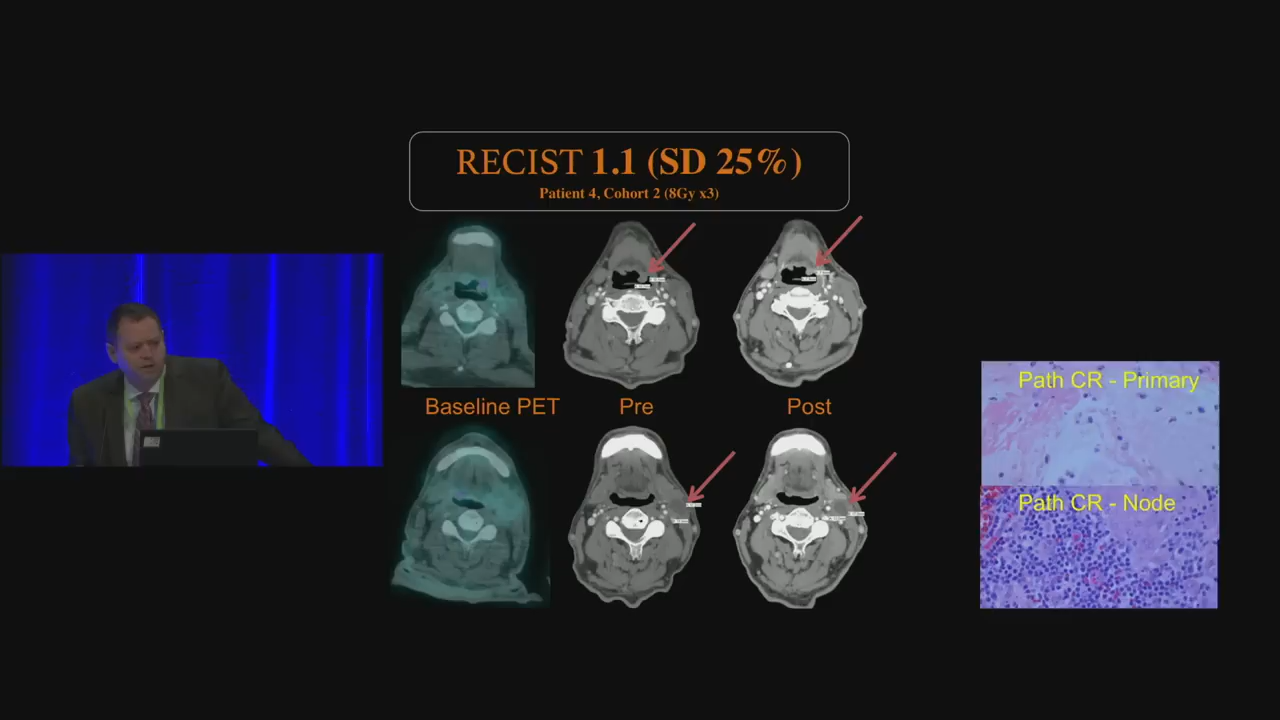 RECIST 1.1 (SD 25%)
Patient 4, Cohort 2 (8Gy x3)
Baseline PET
Pre
Post
Path CR - Primary
Path CR - Node